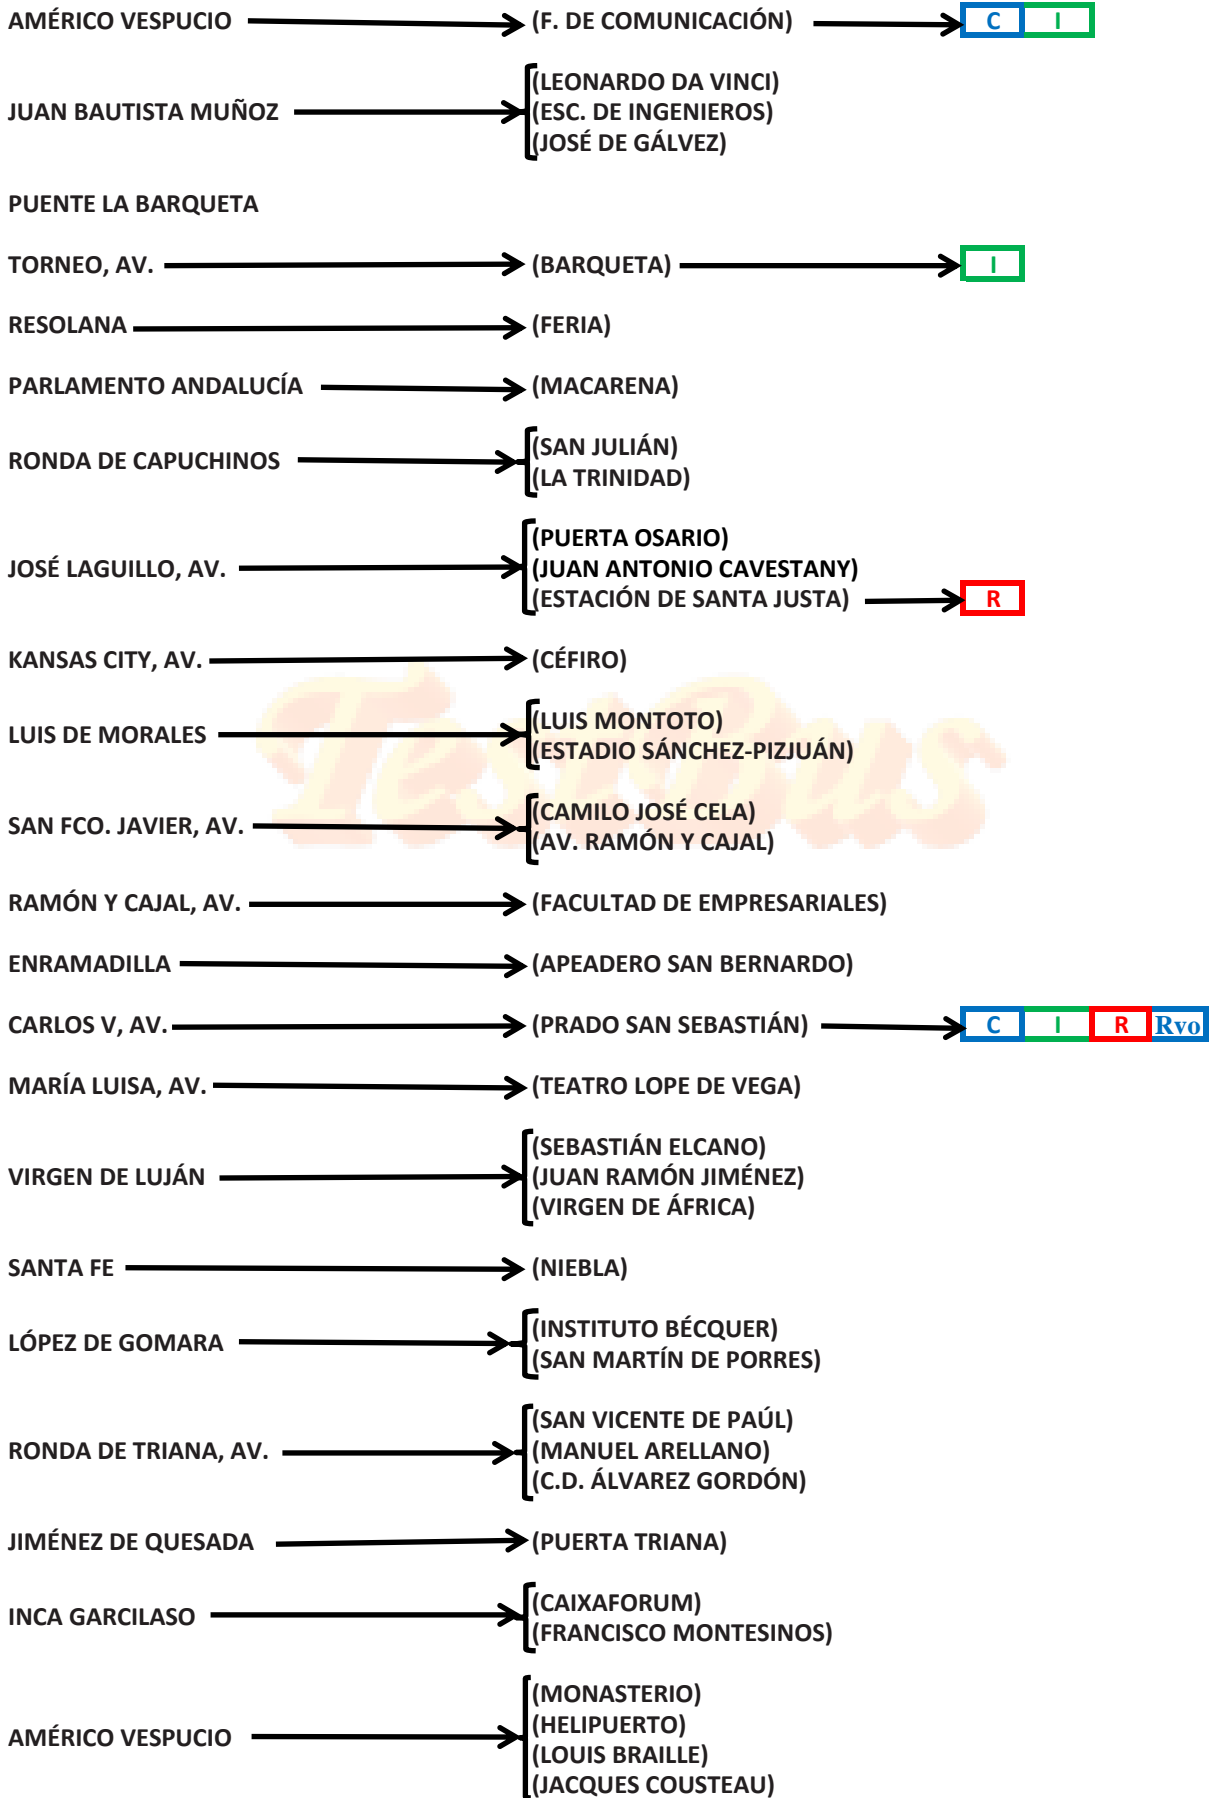 AMÉRICO VESPUCIO (F. DE COMUNICACIÓN) C I
(LEONARDO DA VINCI)
JUAN BAUTISTA MUÑOZ (ESC. DE INGENIEROS)
(JOSÉ DE GÁLVEZ)
PUENTE LA BARQUETA
TORNEO, AV. (BARQUETA) I
RESOLANA (FERIA)
PARLAMENTO ANDALUCÍA (MACARENA)
RONDA DE CAPUCHINOS (SAN JULIÁN)
(LA TRINIDAD)
(PUERTA OSARIO)
JOSÉ LAGUILLO, AV. (JUAN ANTONIO CAVESTANY)
(ESTACIÓN DE SANTA JUSTA) R
KANSAS CITY, AV. (CÉFIRO)
LUIS DE MORALES (LUIS MONTOTO)
(ESTADIO SÁNCHEZ-PIZJUÁN)
TestBus
SAN FCO. JAVIER, AV. (CAMILO JOSÉ CELA)
(AV. RAMÓN Y CAJAL)
RAMÓN Y CAJAL, AV. (FACULTAD DE EMPRESARIALES)
ENRAMADILLA (APEADERO SAN BERNARDO)
CARLOS V, AV. (PRADO SAN SEBASTIÁN) C I R Rvo
MARÍA LUISA, AV. (TEATRO LOPE DE VEGA)
(SEBASTIÁN ELCANO)
VIRGEN DE LUJÁN (JUAN RAMÓN JIMÉNEZ)
(VIRGEN DE ÁFRICA)
SANTA FE (NIEBLA)
LÓPEZ DE GOMARA (INSTITUTO BÉCQUER)
(SAN MARTÍN DE PORRES)
(SAN VICENTE DE PAÚL)
RONDA DE TRIANA, AV. (MANUEL ARELLANO)
(C.D. ÁLVAREZ GORDÓN)
JIMÉNEZ DE QUESADA (PUERTA TRIANA)
INCA GARCILASO (CAIXAFORUM)
(FRANCISCO MONTESINOS)
(MONASTERIO)
AMÉRICO VESPUCIO (HELIPUERTO)
(LOUIS BRAILLE)
(JACQUES COUSTEAU)